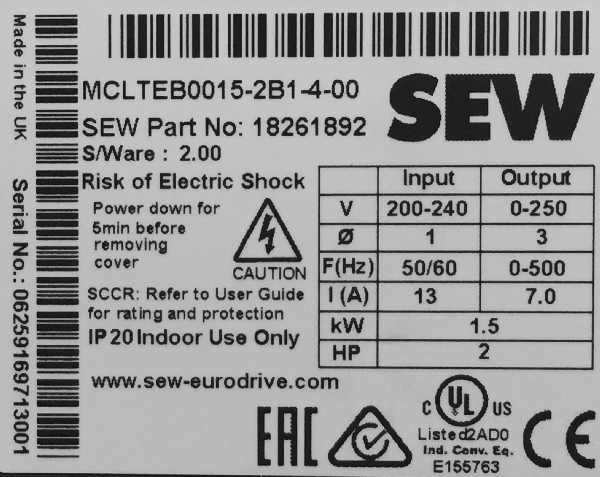 Made in the UK
Serial No.: 06259169713001
MCLTEB0015-2B1-4-00
SEW
SEW Part No: 18261892
S/Ware : 2.00
Risk of Electric Shock
Power down for
5min before
removing
cover
CAUTION
SCCR: Refer to User Guide
for rating and protection
IP20 Indoor Use Only
Input Output
V 200-240 0-250
Ø 1 3
F(Hz) 50/60 0-500
I (A) 13 7.0
kW 1.5
HP 2
www.sew-eurodrive.com
EAC
C UL US
Listed2AD0
Ind. Conv. Eq.
E155763
CE